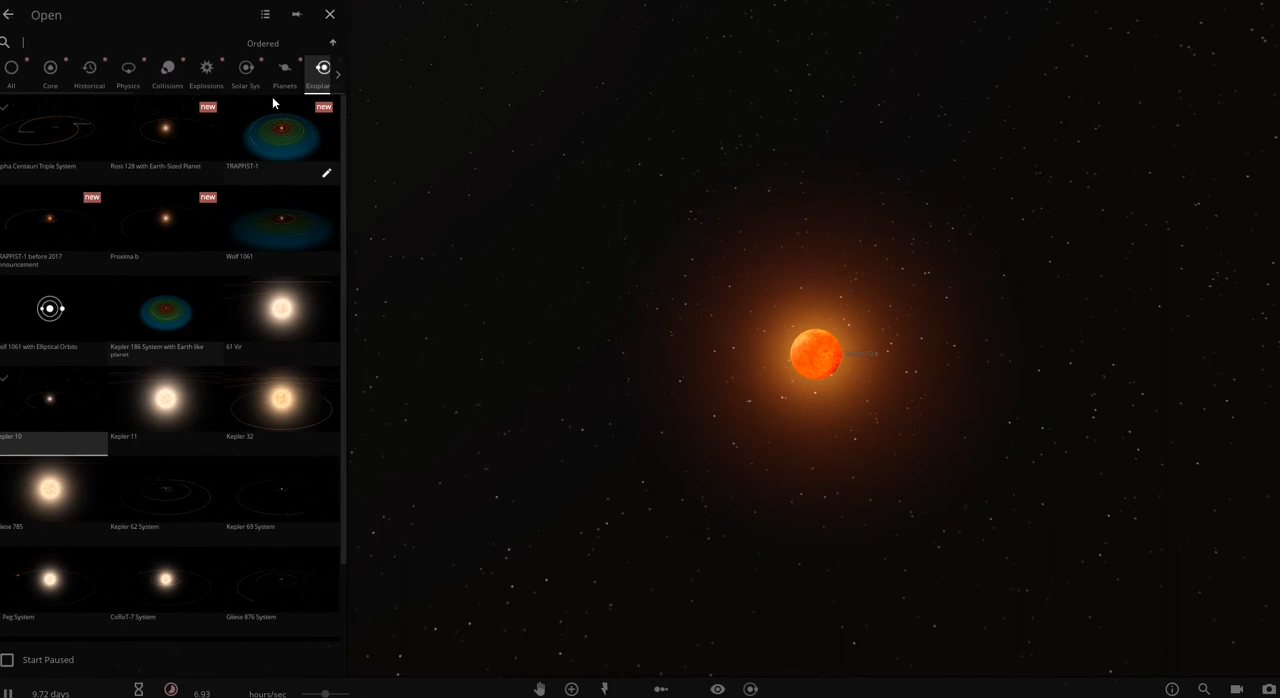 Open
Ordered
All Core Historical Physics Collisions Explosions Solar Sys Planets Exoplan
new new
pha Centauri Triple System Ross 128 with Earth-Sized Planet TRAPPIST-1
new new
RAPPIST-1 before 2017
nnouncement
Proxima b Wolf 1061
olf 1061 with Elliptical Orbits
Kepler 186 System with Earth like
planet
61 Vir
epler 10 Kepler 11 Kepler 32
liese 785 Kepler 62 System Kepler 69 System
Peg System CoRoT-7 System Gliese 876 System
Start Paused
9.72 days 6.93 hours/sec